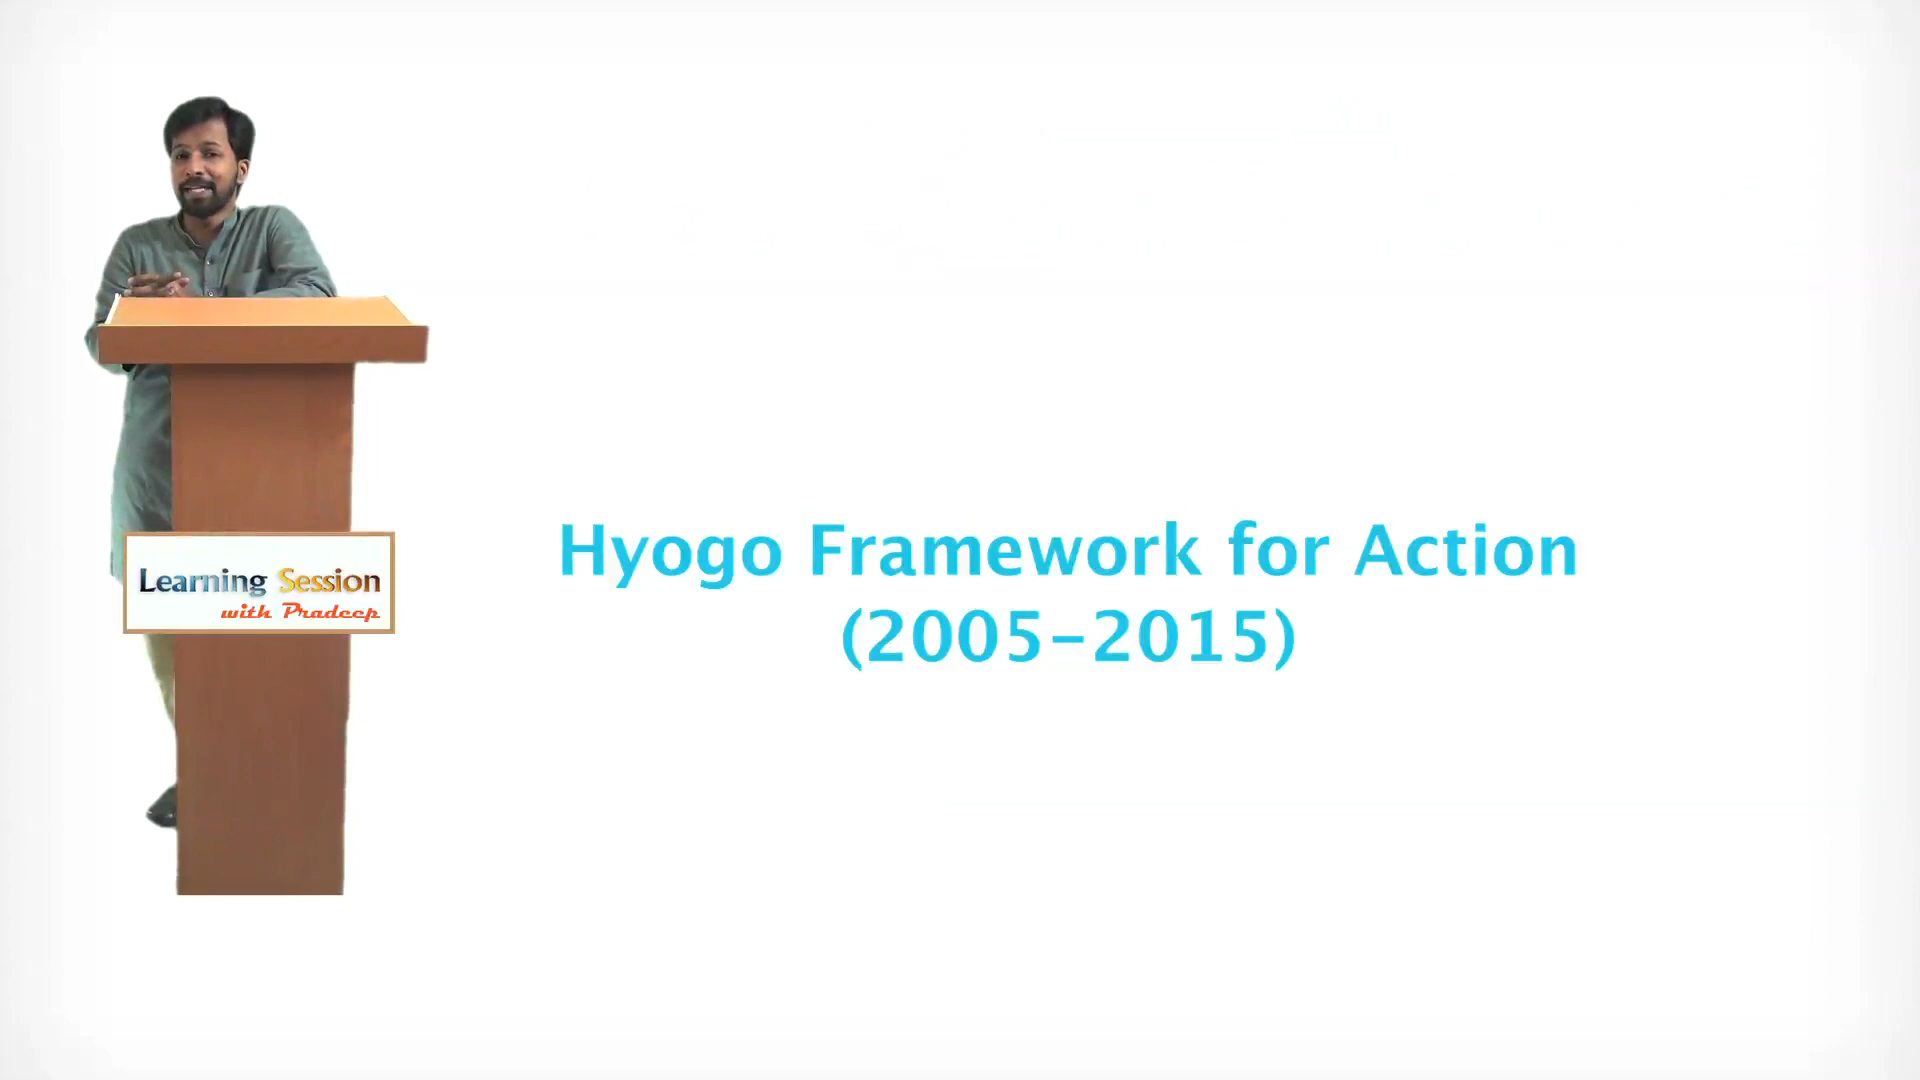 Learning Session
with Pradeep
Hyogo Framework for Action
(2005-2015)